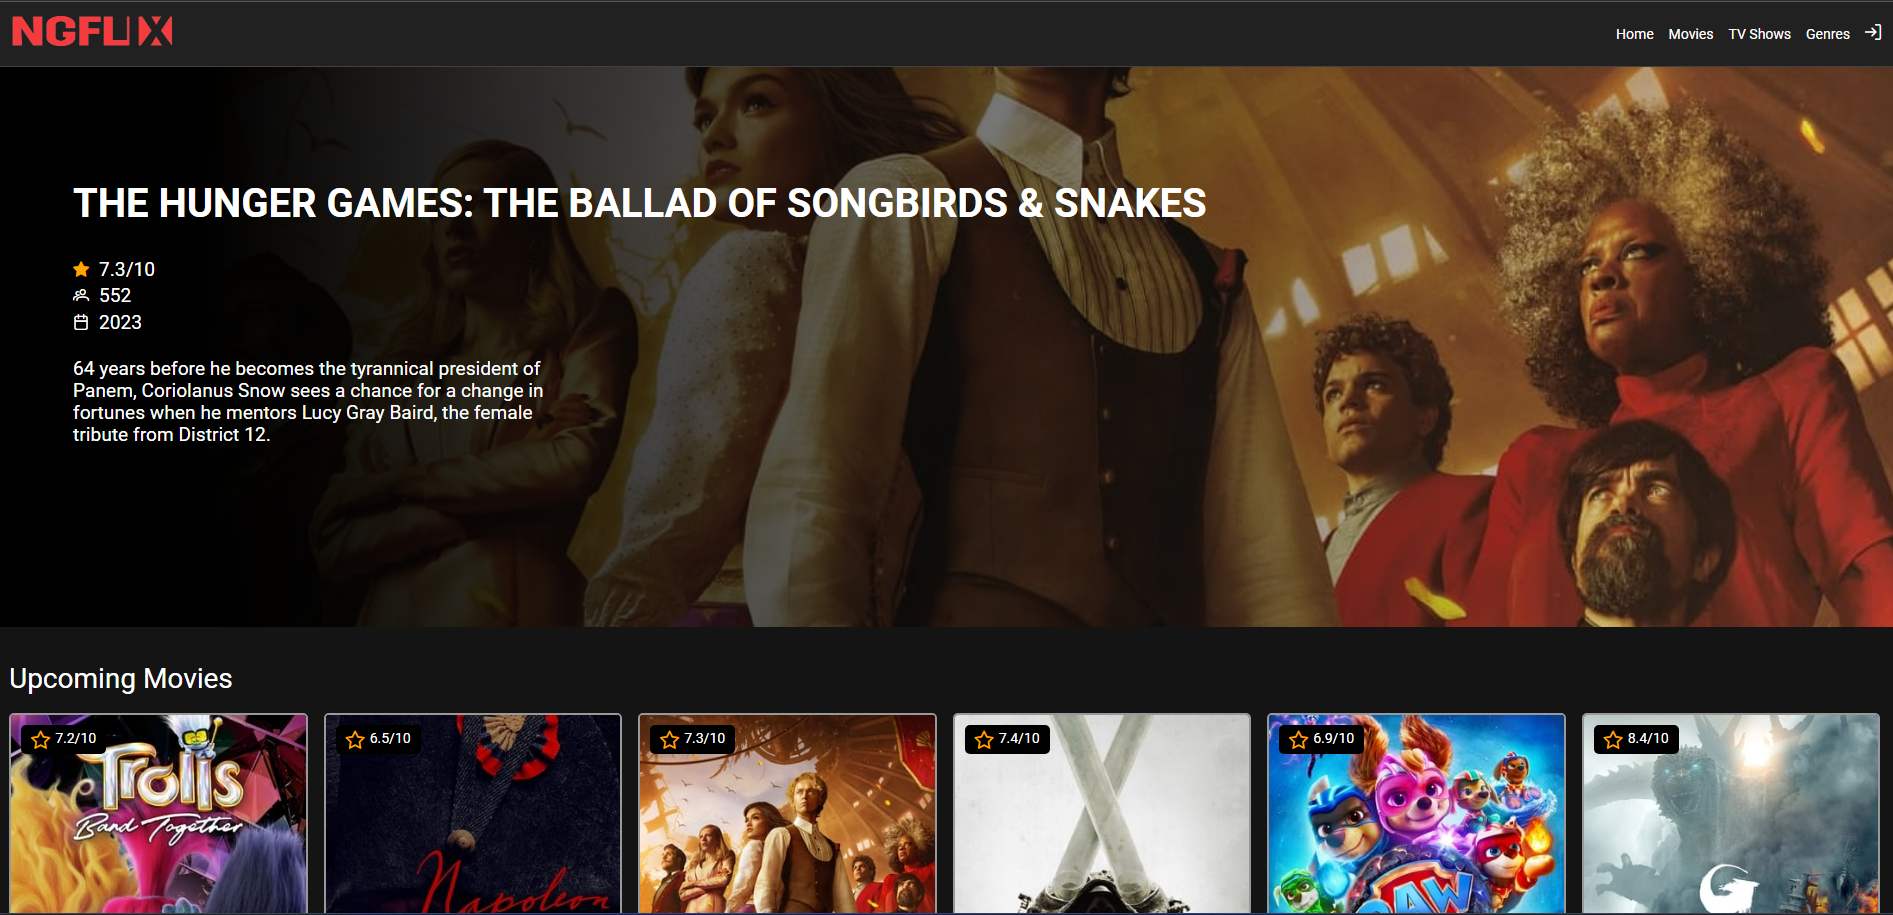 NGFLIX
Home Movies TV Shows Genres
THE HUNGER GAMES: THE BALLAD OF SONGBIRDS & SNAKES
7.3/10
552
2023
64 years before he becomes the tyrannical president of
Panem, Coriolanus Snow sees a chance for a change in
fortunes when he mentors Lucy Gray Baird, the female
tribute from District 12.
Upcoming Movies
7.2/10
Trolls
Band Together
6.5/10
Napoleon
7.3/10
7.4/10
6.9/10
PAW
8.4/10